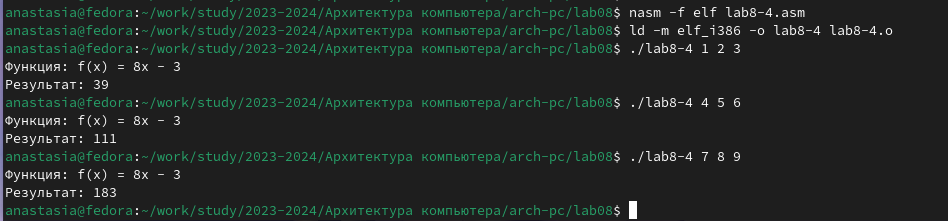 anastasia@fedora:~/work/study/2023-2024/Архитектура компьютера/arch-pc/lab08$ nasm -f elf lab8-4.asm
anastasia@fedora:~/work/study/2023-2024/Архитектура компьютера/arch-pc/lab08$ ld -m elf_i386 -o lab8-4 lab8-4.o
anastasia@fedora:~/work/study/2023-2024/Архитектура компьютера/arch-pc/lab08$ ./lab8-4 1 2 3
Функция: f(x) = 8x - 3
Результат: 39
anastasia@fedora:~/work/study/2023-2024/Архитектура компьютера/arch-pc/lab08$ ./lab8-4 4 5 6
Функция: f(x) = 8x - 3
Результат: 111
anastasia@fedora:~/work/study/2023-2024/Архитектура компьютера/arch-pc/lab08$ ./lab8-4 7 8 9
Функция: f(x) = 8x - 3
Результат: 183
anastasia@fedora:~/work/study/2023-2024/Архитектура компьютера/arch-pc/lab08$